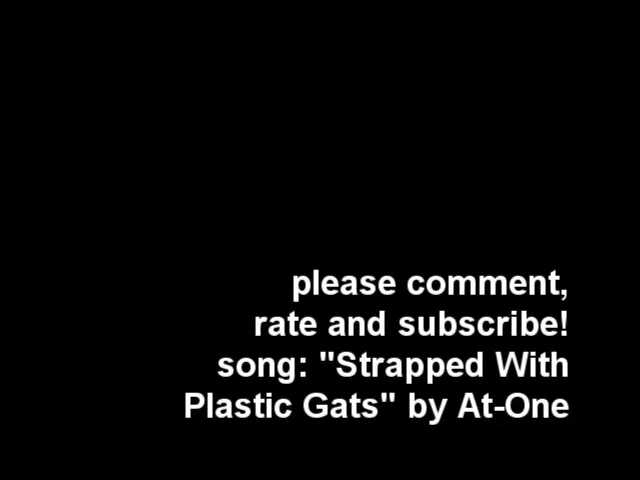 please comment,
rate and subscribe!
song: "Strapped With
Plastic Gats" by At-One